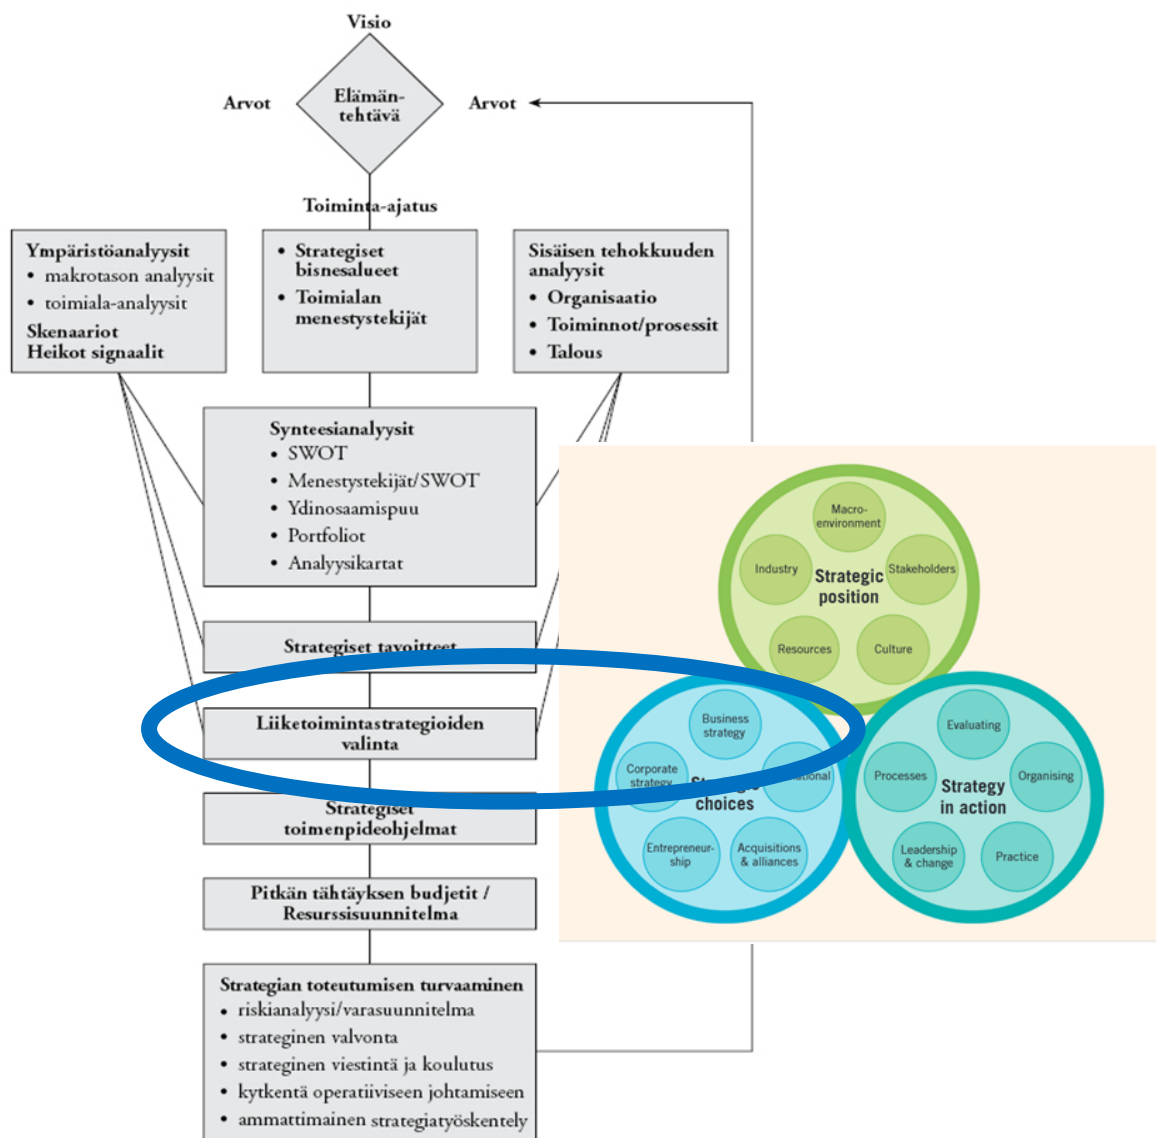 Visio
Arvot
Elämän-
tehtävä
Arvot
Toiminta-ajatus
Ympäristöanalyysit
• makrotason analyysit
• toimiala-analyysit
Skenaariot
Heikot signaalit
• Strategiset
bisnesalueet
• Toimialan
menestystekijät
Sisäisen tehokkuuden
analyysit
• Organisaatio
• Toiminnot/prosessit
• Talous
Synteesianalyysit
• SWOT
• Menestystekijät/SWOT
• Ydinosaamispuu
• Portfoliot
• Analyysikartat
Strategiset tavoitteet
Liiketoimintastrategioiden
valinta
Strategiset
toimenpideohjelmat
Pitkän tähtäyksen budjetit /
Resurssisuunnitelma
Strategian toteutumisen turvaaminen
• riskianalyysi/varasuunnitelma
• strateginen valvonta
• strateginen viestintä ja koulutus
• kytkentä operatiiviseen johtamiseen
• ammattimainen strategiatyöskentely
Macro-
environment
Industry
Stakeholders
Strategic
position
Resources
Culture
Business
strategy
Corporate
strategy
choices
Entrepreneur-
ship
Acquisitions
& alliances
Evaluating
Processes
Organising
Strategy
in action
Leadership
& change
Practice